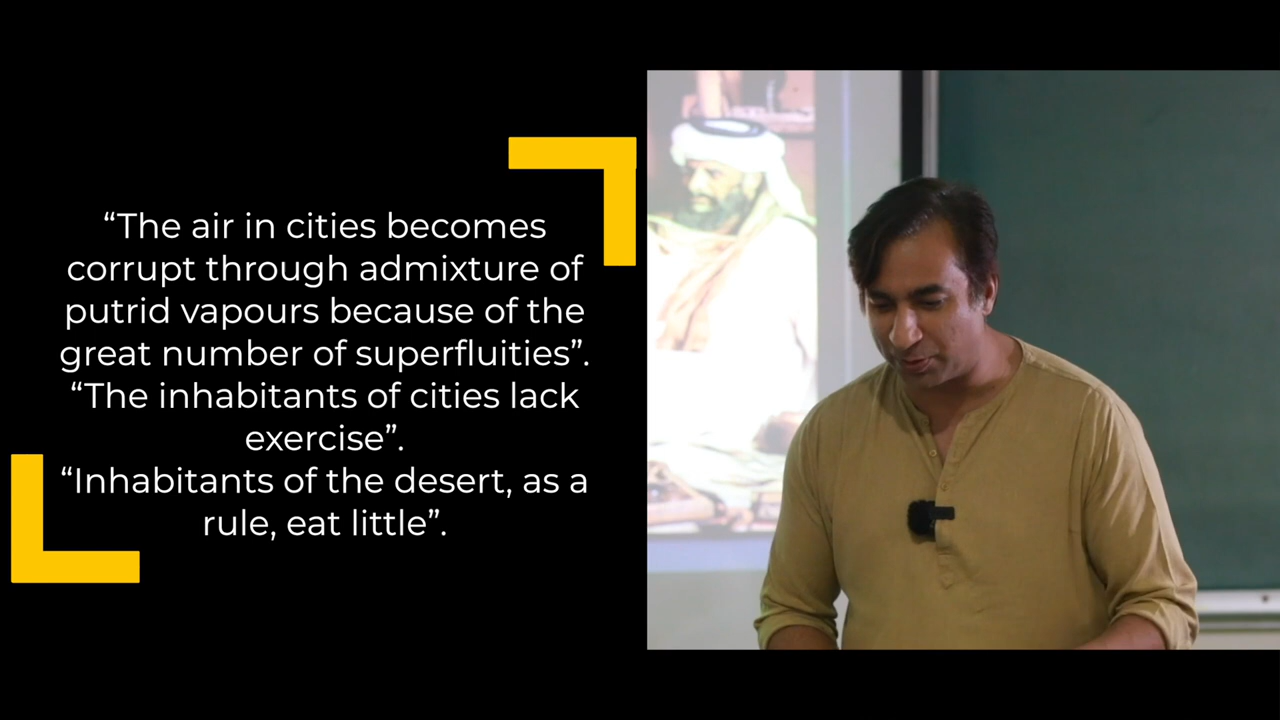 “The air in cities becomes
corrupt through admixture of
putrid vapours because of the
great number of superfluities”.
“The inhabitants of cities lack
exercise”.
“Inhabitants of the desert, as a
rule, eat little”.